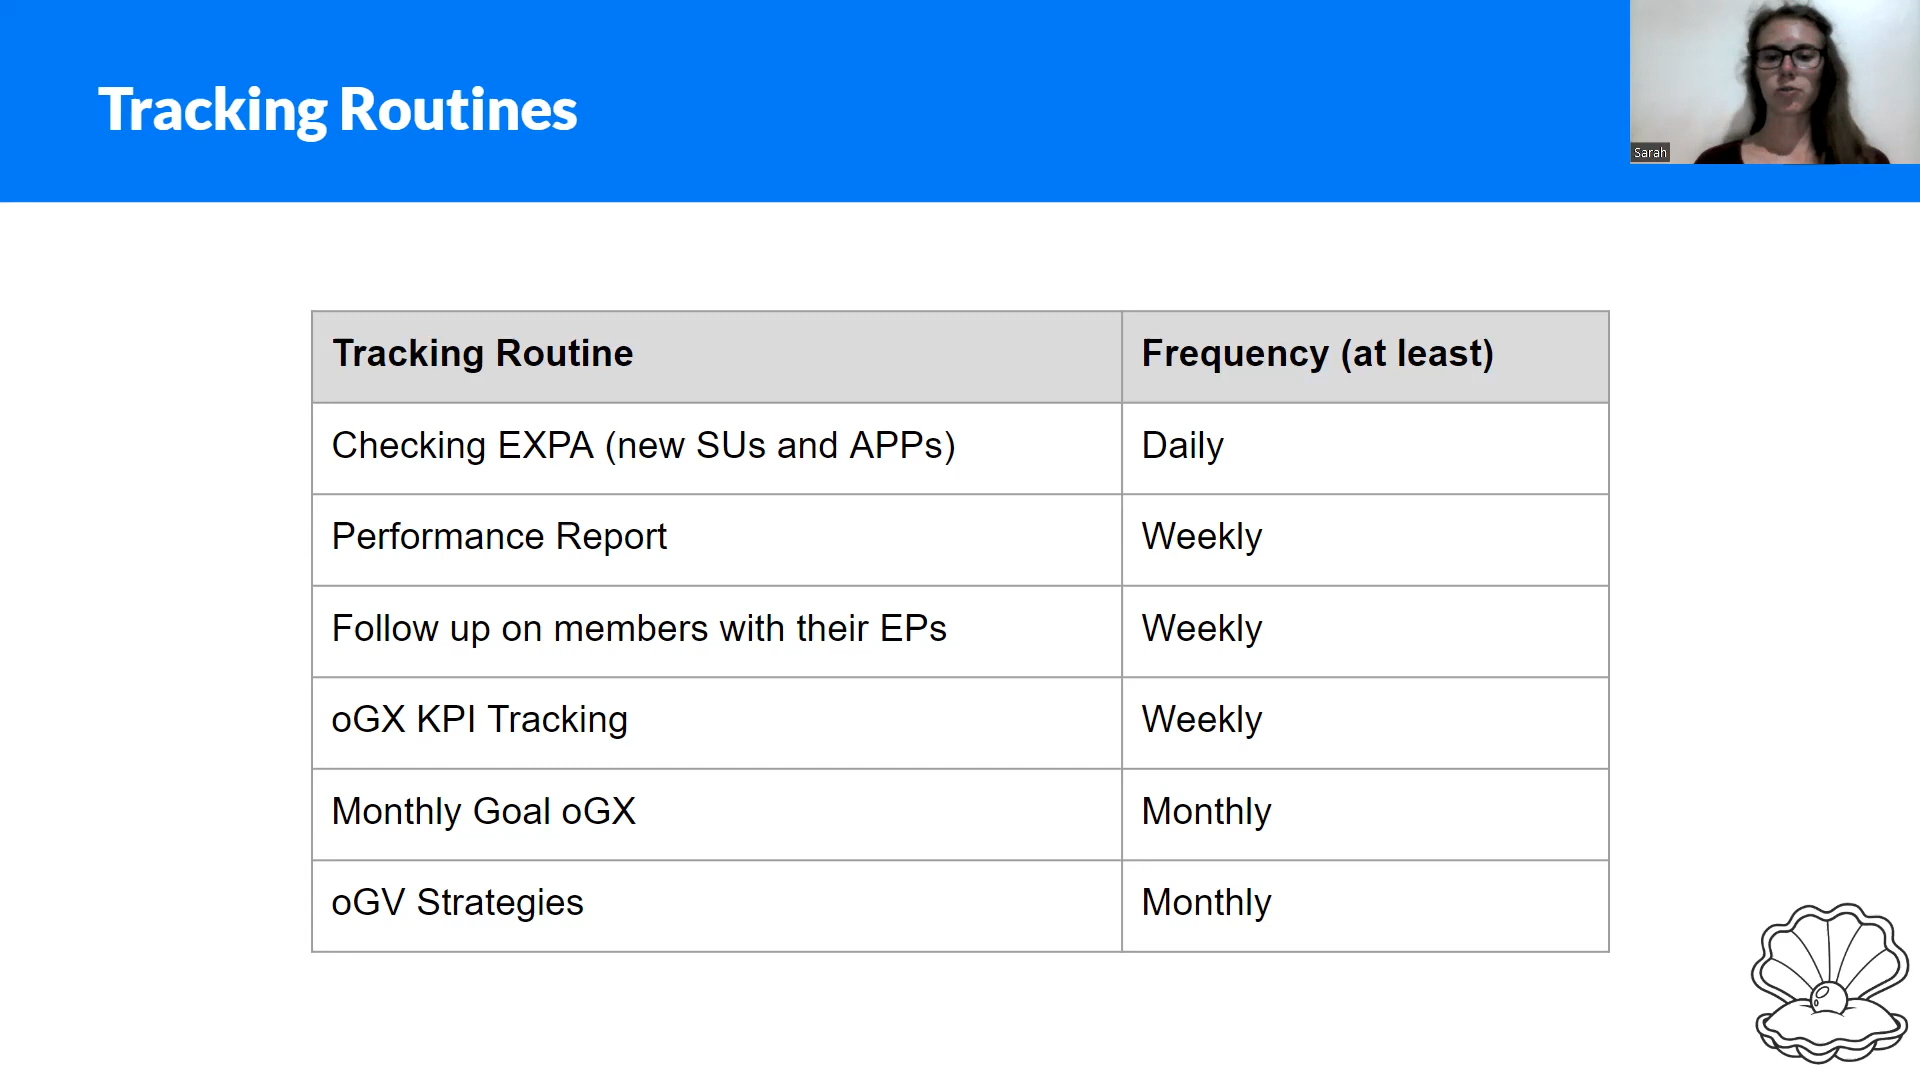 Tracking Routines
Sarah
Tracking Routine Frequency (at least)
Checking EXPA (new SUs and APPs) Daily
Performance Report Weekly
Follow up on members with their EPs Weekly
oGX KPI Tracking Weekly
Monthly Goal oGX Monthly
oGV Strategies Monthly